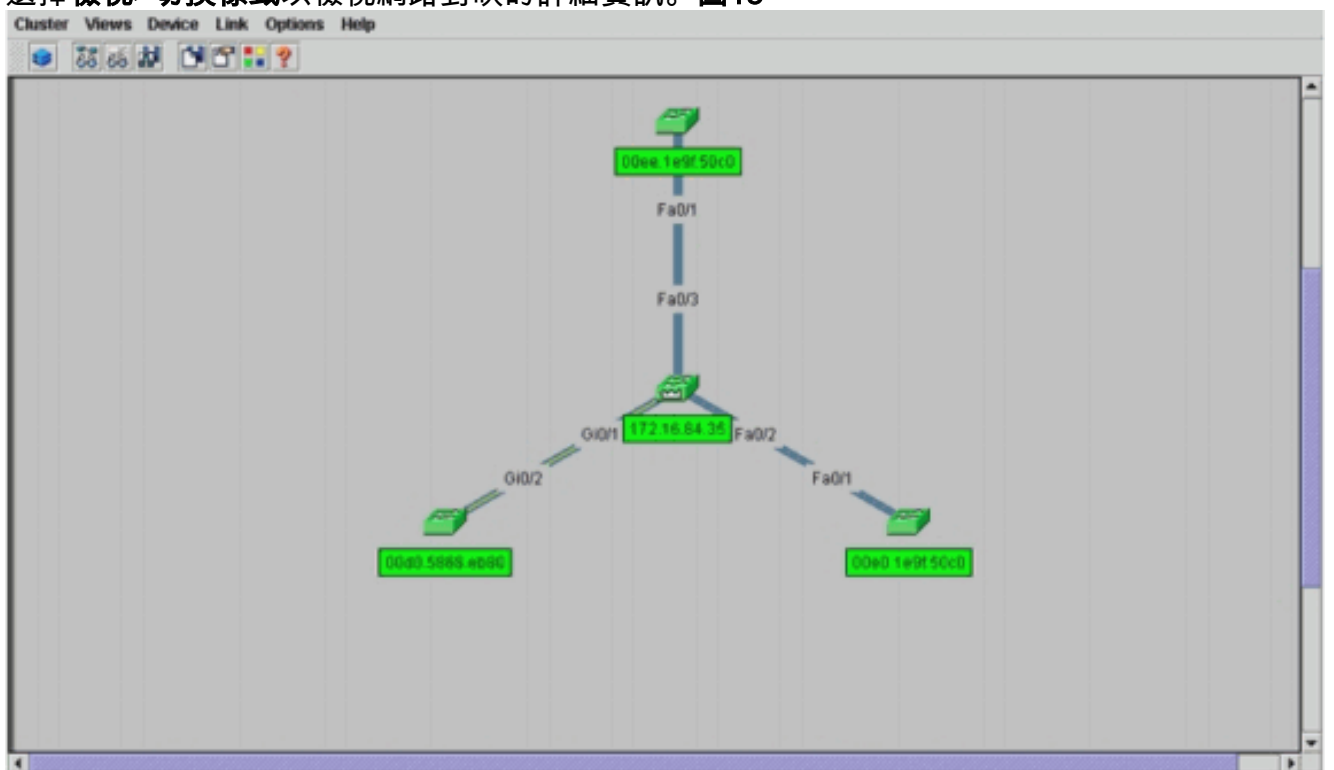 Cluster Views Device Link Options Help
00ee.1e9f.50c0
Fa0/1
Fa0/3
172.16.84.35
Gi0/1
Fa0/2
Gi0/2
Fa0/1
00d0.5868.eb80
00e0.1e9f.50c0